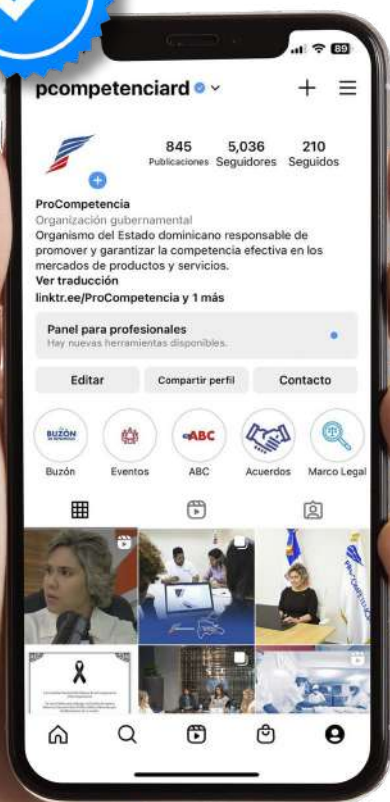 89
pcompetenciard
845 5,036 210
Publicaciones Seguidores Seguidos
ProCompetencia
Organización gubernamental
Organismo del Estado dominicano responsable de
promover y garantizar la competencia efectiva en los
mercados de productos y servicios.
Ver traducción
linktr.ee/ProCompetencia y 1 más
Panel para profesionales
Hay nuevas herramientas disponibles.
Editar Compartir perfil Contacto
BUZÓN ABC
Buzón Eventos ABC Acuerdos Marco Legal
PROCOMPETENCIA